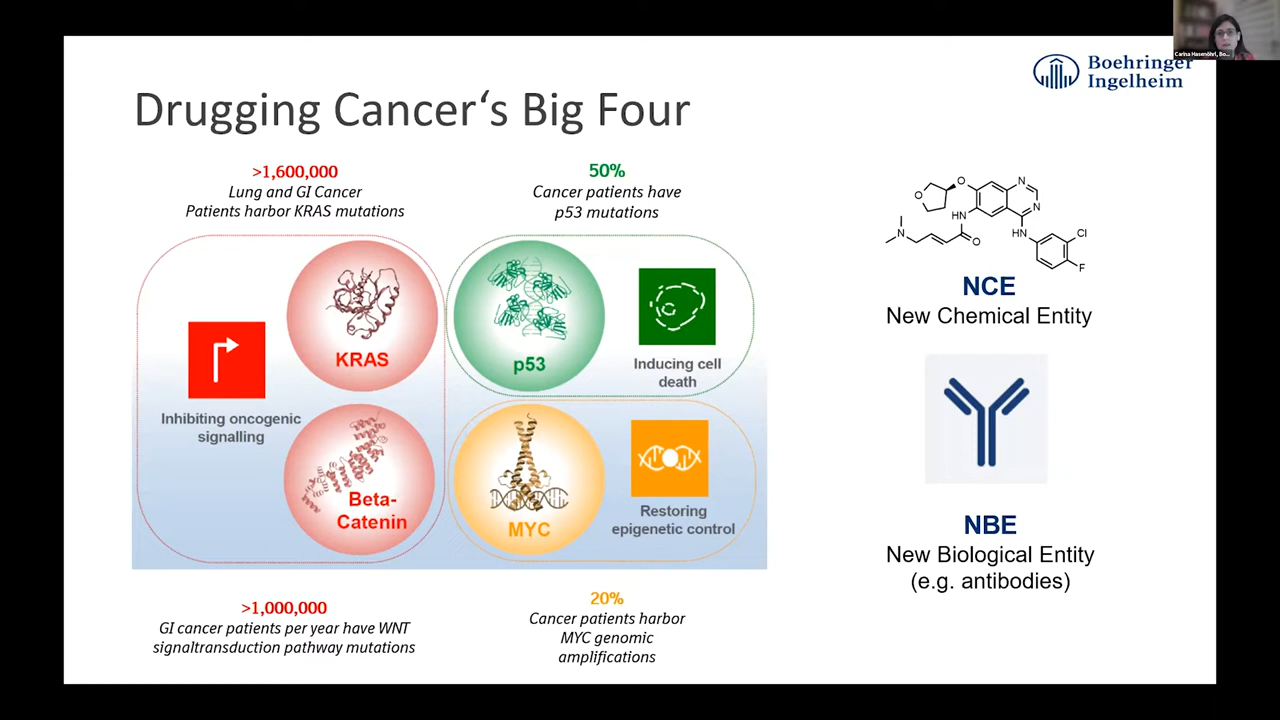 Carina Hasenöhrl, Bo...
Boehringer
Ingelheim
Drugging Cancer‘s Big Four
>1,600,000
Lung and GI Cancer
Patients harbor KRAS mutations
50%
Cancer patients have
p53 mutations
KRAS
Inhibiting oncogenic
signalling
Beta-
Catenin
p53
Inducing cell
death
MYC
Restoring
epigenetic control
>1,000,000
GI cancer patients per year have WNT
signaltransduction pathway mutations
20%
Cancer patients harbor
MYC genomic
amplifications
O
O
N
N
HN
N
O
HN
Cl
F
NCE
New Chemical Entity
NBE
New Biological Entity
(e.g. antibodies)